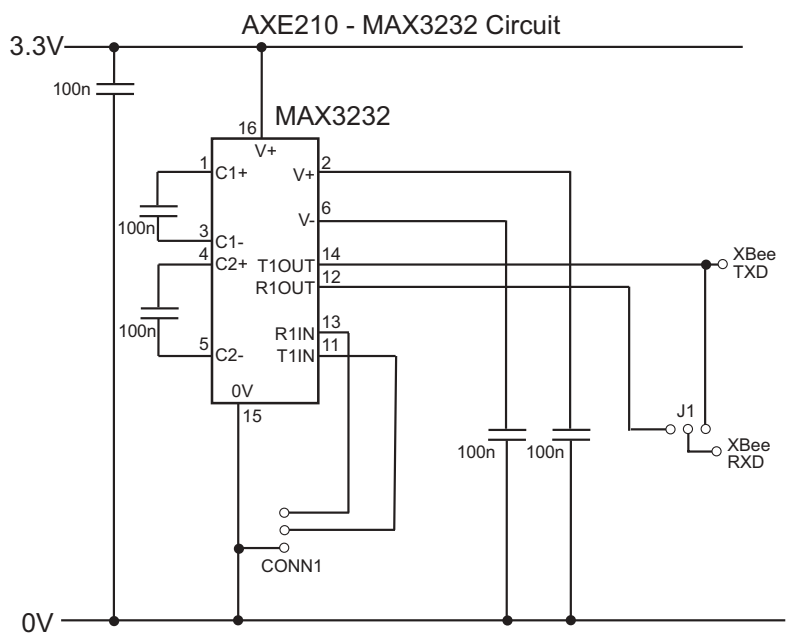 AXE210 - MAX3232 Circuit
3.3V
100n
MAX3232
16
V+
1
C1+
V+
2
100n
V-
6
3
C1-
4
C2+
T1OUT
14
R1OUT
12
XBee
TXD
100n
R1IN
13
T1IN
11
5
C2-
0V
15
J1
100n
100n
XBee
RXD
CONN1
0V